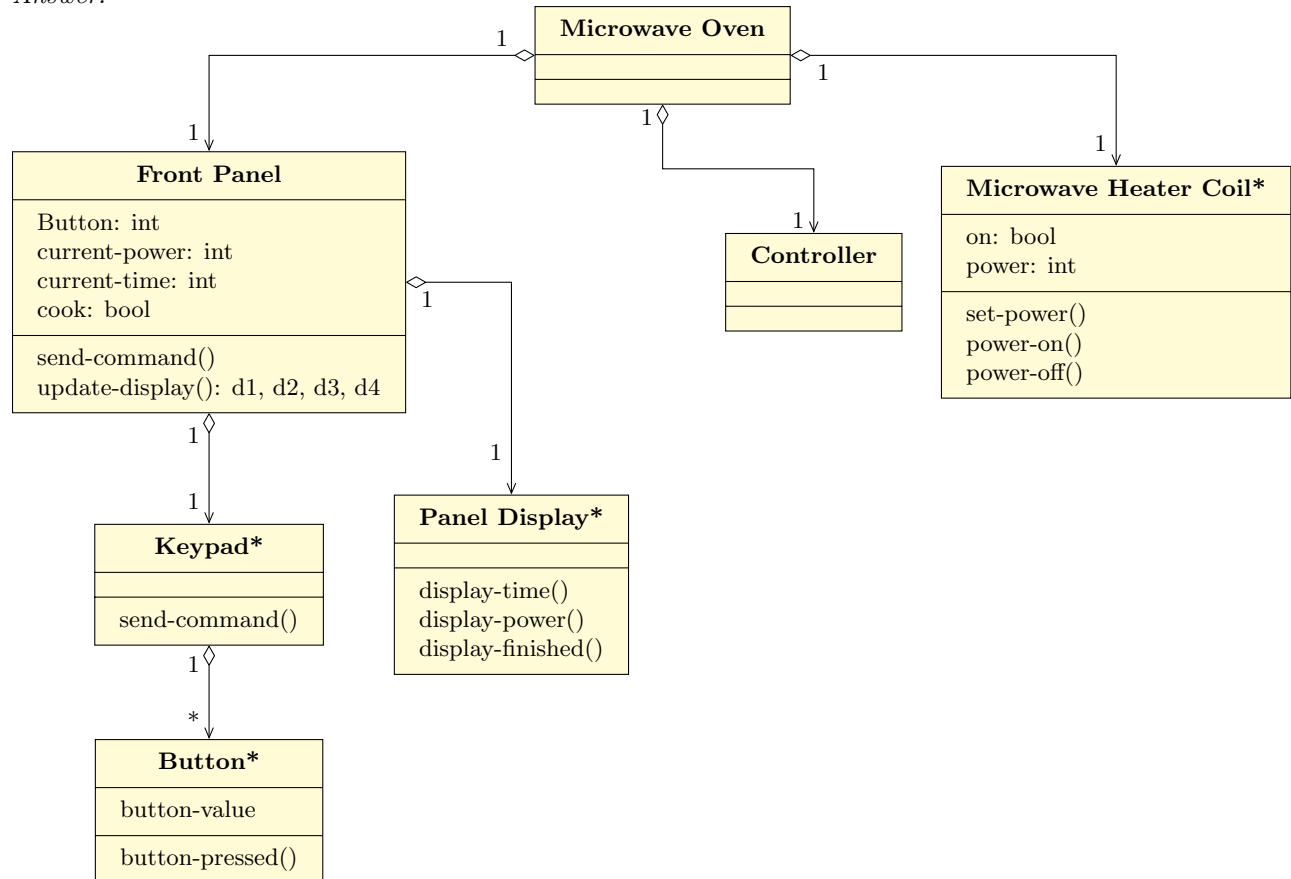 Answer:
Microwave Oven
1
1
1
1
1
1
Front Panel
Button: int
current-power: int
current-time: int
cook: bool
send-command()
update-display(): d1, d2, d3, d4
Microwave Heater Coil*
on: bool
power: int
set-power()
power-on()
power-off()
Controller
1
1
1
1
Keypad*
send-command()
Panel Display*
display-time()
display-power()
display-finished()
1
*
Button*
button-value
button-pressed()